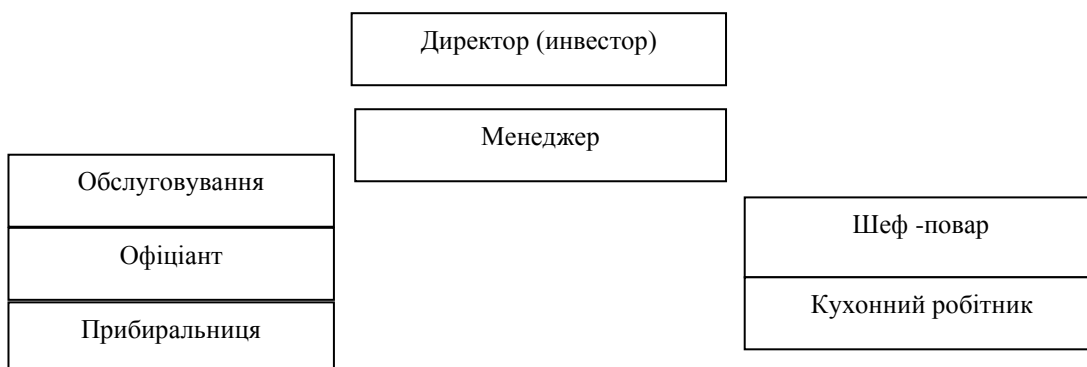 Директор (инвестор)
Менеджер
Обслуговування
Офіціант
Прибиральниця
Шеф -повар
Кухонний робітник